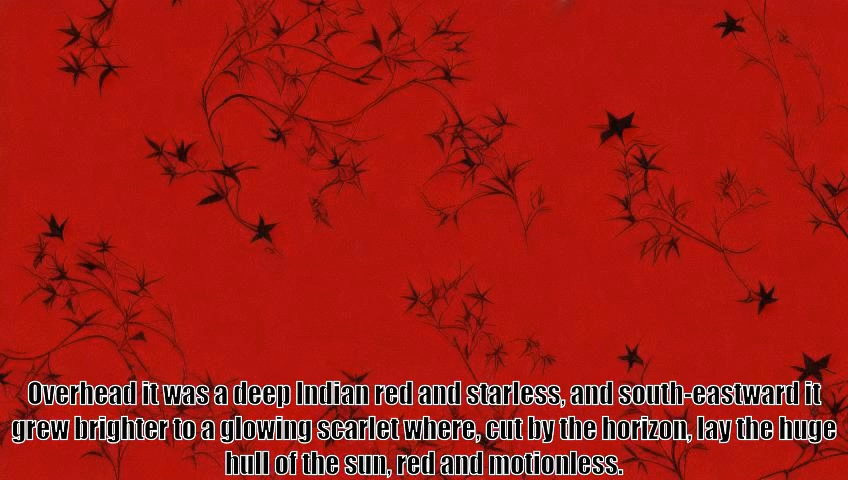 Overhead it was a deep Indian red and starless, and south-eastward it
grew brighter to a glowing scarlet where, cut by the horizon, lay the huge
hull of the sun, red and motionless.